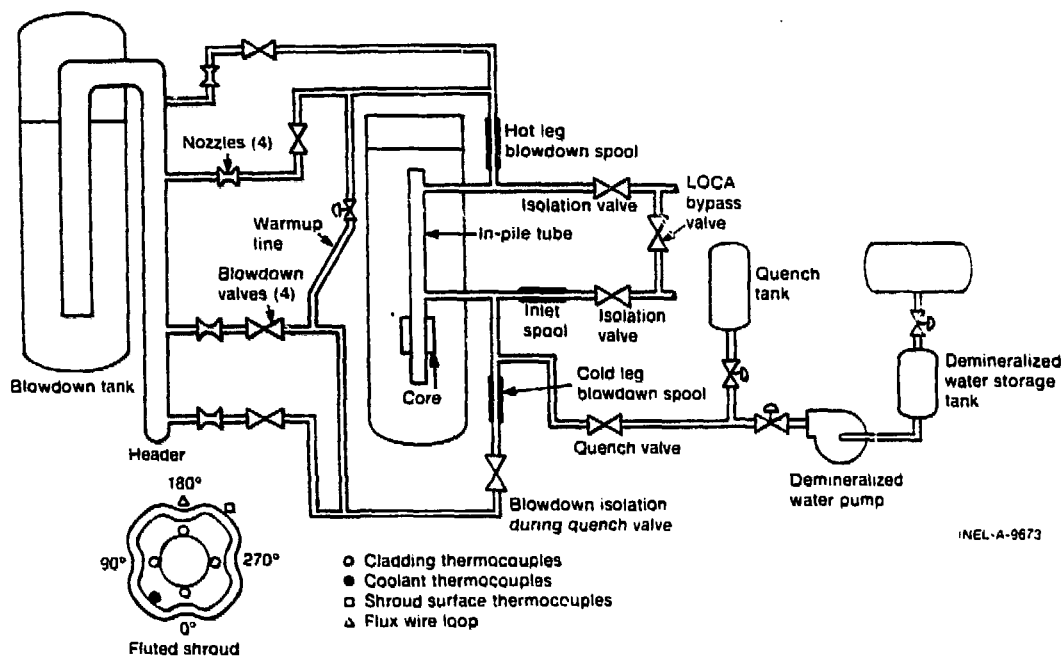 Nozzles (4)
Hot leg
blowdown spool
LOCA
bypass
valve
Isolation valve
Warmup
line
In-pile tube
Blowdown
valves (4)
Quench
tank
Inlet
spool
Isolation
valve
Blowdown tank
Core
Cold leg
blowdown spool
Demineralized
water storage
tank
Header
Quench valve
Demineralized
water pump
Blowdown isolation
during quench valve
INEL-A-9673
180°
90°
270°
0°
Fluted shroud
Cladding thermocouples
Coolant thermocouples
Shroud surface thermocouples
Flux wire loop